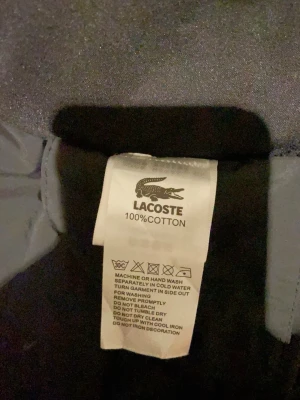 LACOSTE
100%COTTON
MACHINE OR HAND WASH
SEPARATELY IN COLD WATER
TURN GARMENT IN SIDE OUT
FOR WASHING
REMOVE PROMPTLY
DO NOT BLEACH
DO NOT TUMBLE DRY
DO NOT DRY CLEAN
TOUGH UP WITH COOL IRON
DO NOT IRON DECORATION